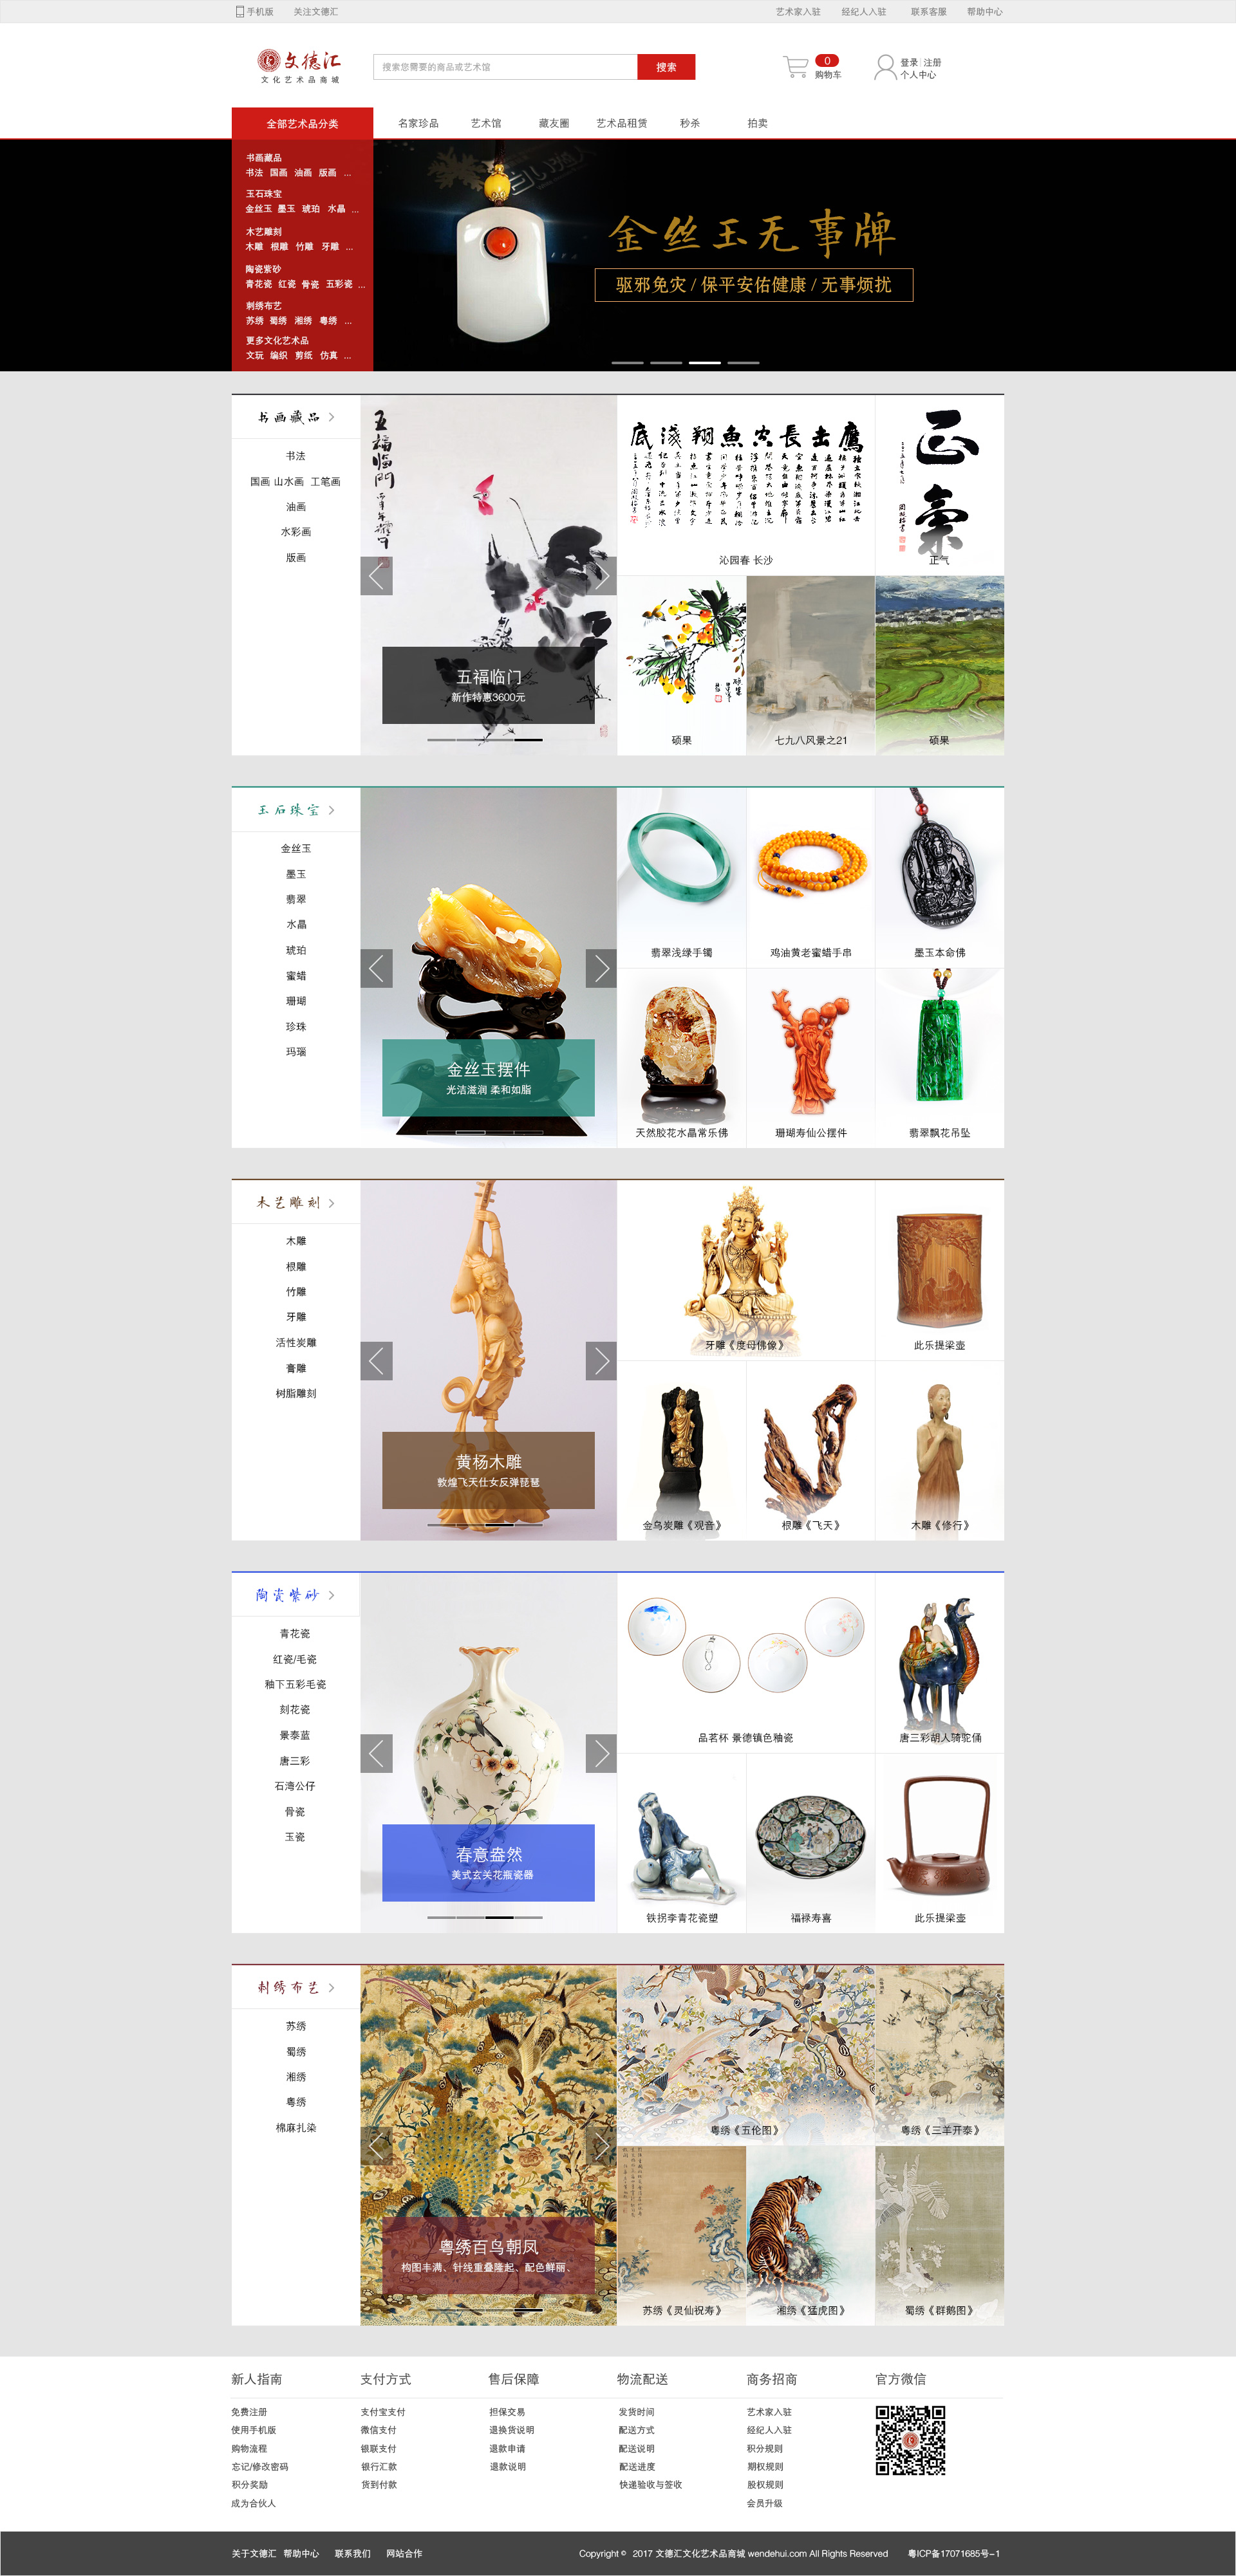 手机版 关注文德汇 艺术家入驻 经纪人入驻 联系客服 帮助中心
文德汇
文化艺术品商城
搜索您需要的商品或艺术馆 搜索
0
购物车
登录 | 注册
个人中心
全部艺术品分类 名家珍品 艺术馆 藏友圈 艺术品租赁 秒杀 拍卖
书画藏品
书法 国画 油画 版画 ...
玉石珠宝
金丝玉 墨玉 琥珀 水晶 ...
木艺雕刻
木雕 根雕 竹雕 牙雕 ...
陶瓷紫砂
青花瓷 红瓷 骨瓷 五彩瓷 ...
刺绣布艺
苏绣 蜀绣 湘绣 粤绣 ...
更多文化艺术品
文玩 编织 剪纸 仿真 ...
金丝玉无事牌
驱邪免灾 / 保平安佑健康 / 无事烦扰
书画藏品
书法
国画 山水画 工笔画
油画
水彩画
版画
五福临门
五福临门
新作特惠3600元
鹰击长空鱼翔浅底
沁园春 长沙
正气
正气
硕果
七九八风景之21
硕果
玉石珠宝
金丝玉
墨玉
翡翠
水晶
琥珀
蜜蜡
珊瑚
珍珠
玛瑙
金丝玉摆件
光洁滋润 柔和如脂
翡翠浅绿手镯
鸡油黄老蜜蜡手串
墨玉本命佛
天然胶花水晶常乐佛
珊瑚寿仙公摆件
翡翠飘花吊坠
木艺雕刻
木雕
根雕
竹雕
牙雕
活性炭雕
膏雕
树脂雕刻
黄杨木雕
敦煌飞天仕女反弹琵琶
牙雕《度母佛像》
此乐提梁壶
金乌炭雕《观音》
根雕《飞天》
木雕《修行》
陶瓷紫砂
青花瓷
红瓷/毛瓷
釉下五彩毛瓷
刻花瓷
景泰蓝
唐三彩
石湾公仔
骨瓷
玉瓷
春意盎然
美式玄关花瓶瓷器
品茗杯 景德镇色釉瓷
唐三彩胡人骑驼俑
铁拐李青花瓷塑
福禄寿喜
此乐提梁壶
刺绣布艺
苏绣
蜀绣
湘绣
粤绣
棉麻扎染
粤绣百鸟朝凤
构图丰满、针线重叠隆起、配色鲜丽、
粤绣《五伦图》
粤绣《三羊开泰》
苏绣《灵仙祝寿》
湘绣《猛虎图》
蜀绣《群鹅图》
新人指南
免费注册
使用手机版
购物流程
忘记/修改密码
积分奖励
成为合伙人
支付方式
支付宝支付
微信支付
银联支付
银行汇款
货到付款
售后保障
担保交易
退换货说明
退款申请
退款说明
物流配送
发货时间
配送方式
配送说明
配送进度
快递验收与签收
商务招商
艺术家入驻
经纪人入驻
积分规则
期权规则
股权规则
会员升级
官方微信
关于文德汇 帮助中心 联系我们 网站合作 Copyright © 2017 文德汇文化艺术品商城 wendehui.com All Rights Reserved 粤ICP备17071685号-1